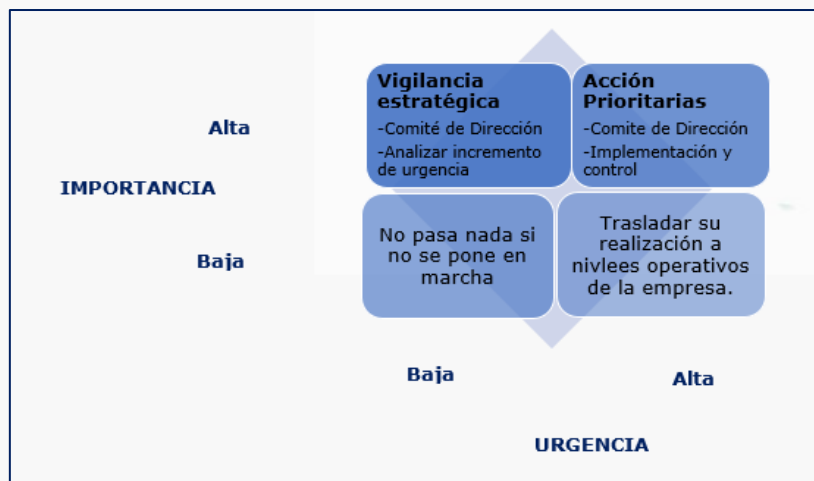 Vigilancia
estratégica
-Comité de Dirección
-Analizar incremento
de urgencia
Acción
Prioritarias
-Comite de Dirección
-Implementación y
control
Alta
IMPORTANCIA
Baja
No pasa nada si
no se pone en
marcha
Trasladar su
realización a
nivlees operativos
de la empresa.
Baja
Alta
URGENCIA